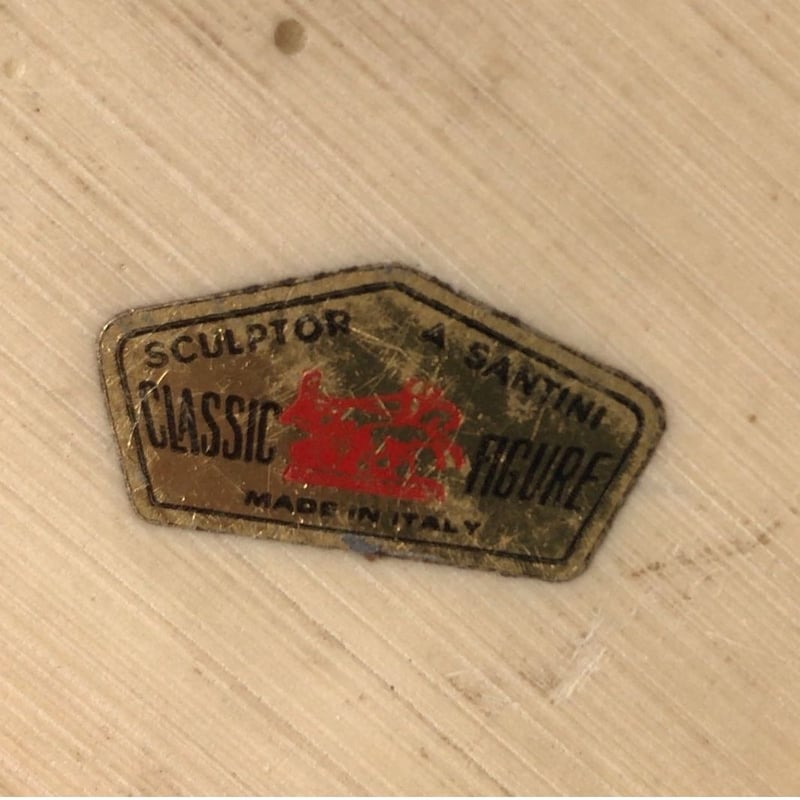 SCULPTOR A SANTINI
CLASSIC FIGURE
MADE IN ITALY